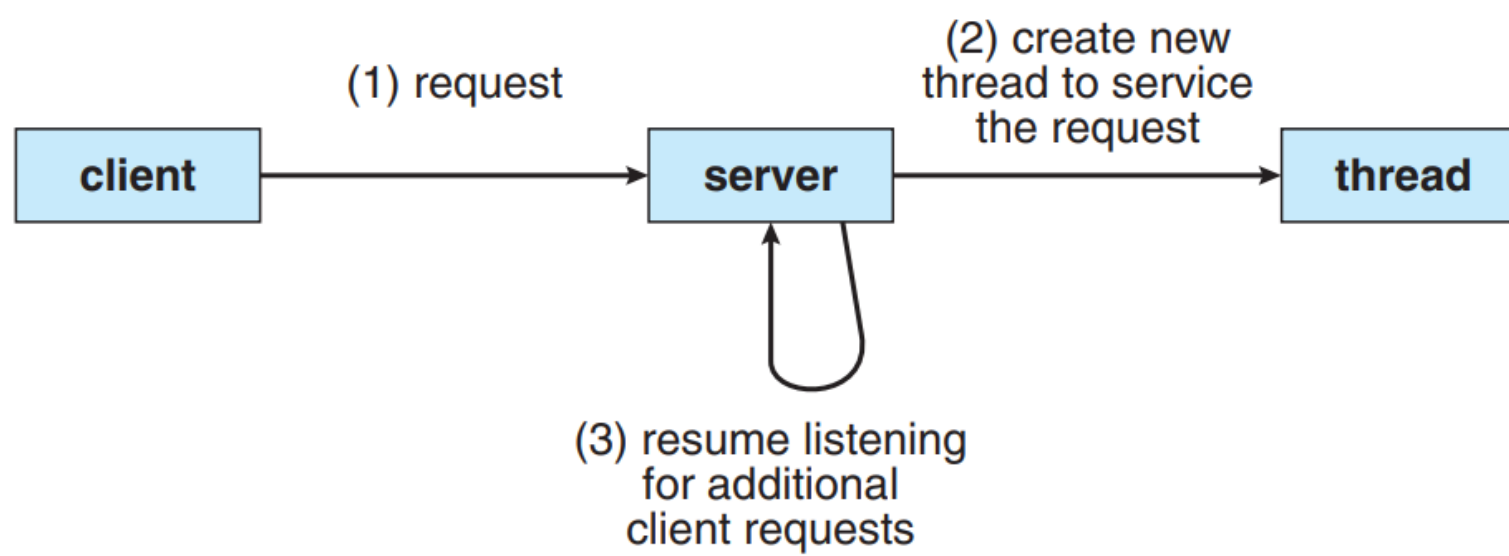 (1) request
(2) create new
thread to service
the request
client
server
thread
(3) resume listening
for additional
client requests